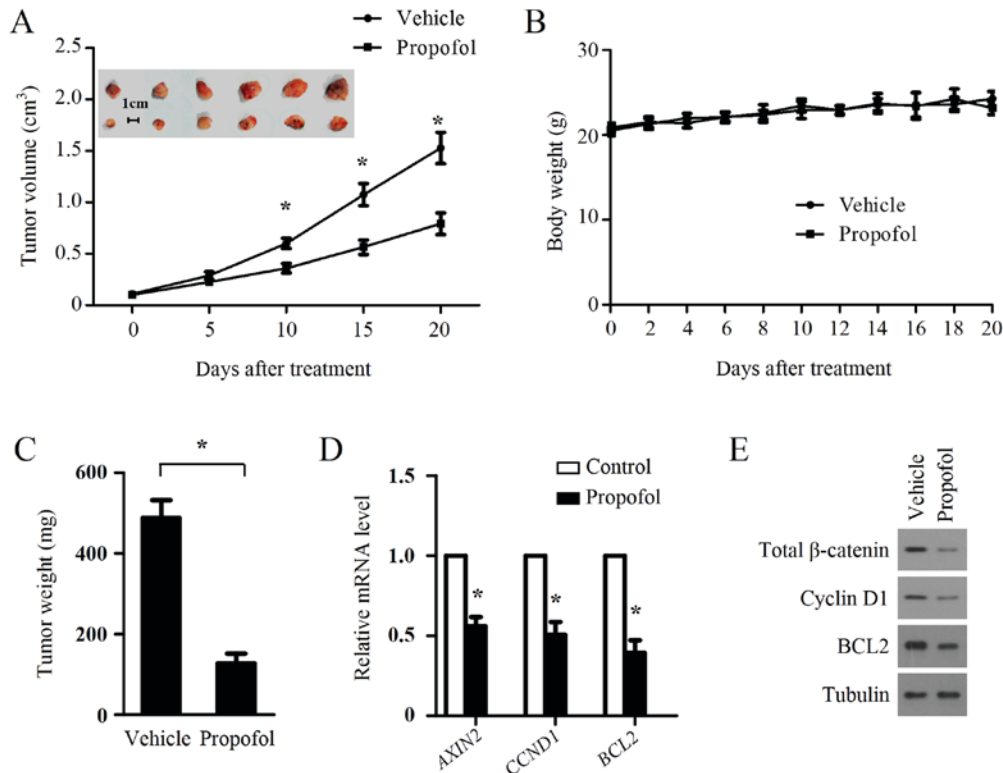 A
Vehicle
Propofol
Tumor volume (cm³)
2.5
2.0
1.5
1.0
0.5
0
1cm
*
*
*
0 5 10 15 20
Days after treatment
B
Body weight (g)
30
20
10
0
Vehicle
Propofol
0 2 4 6 8 10 12 14 16 18 20
Days after treatment
C
*
Tumor weight (mg)
600
400
200
0
Vehicle Propofol
D
Control
Propofol
Relative mRNA level
1.5
1.0
0.5
0.0
*
*
*
AXIN2 CCND1 BCL2
E
Vehicle Propofol
Total β-catenin
Cyclin D1
BCL2
Tubulin